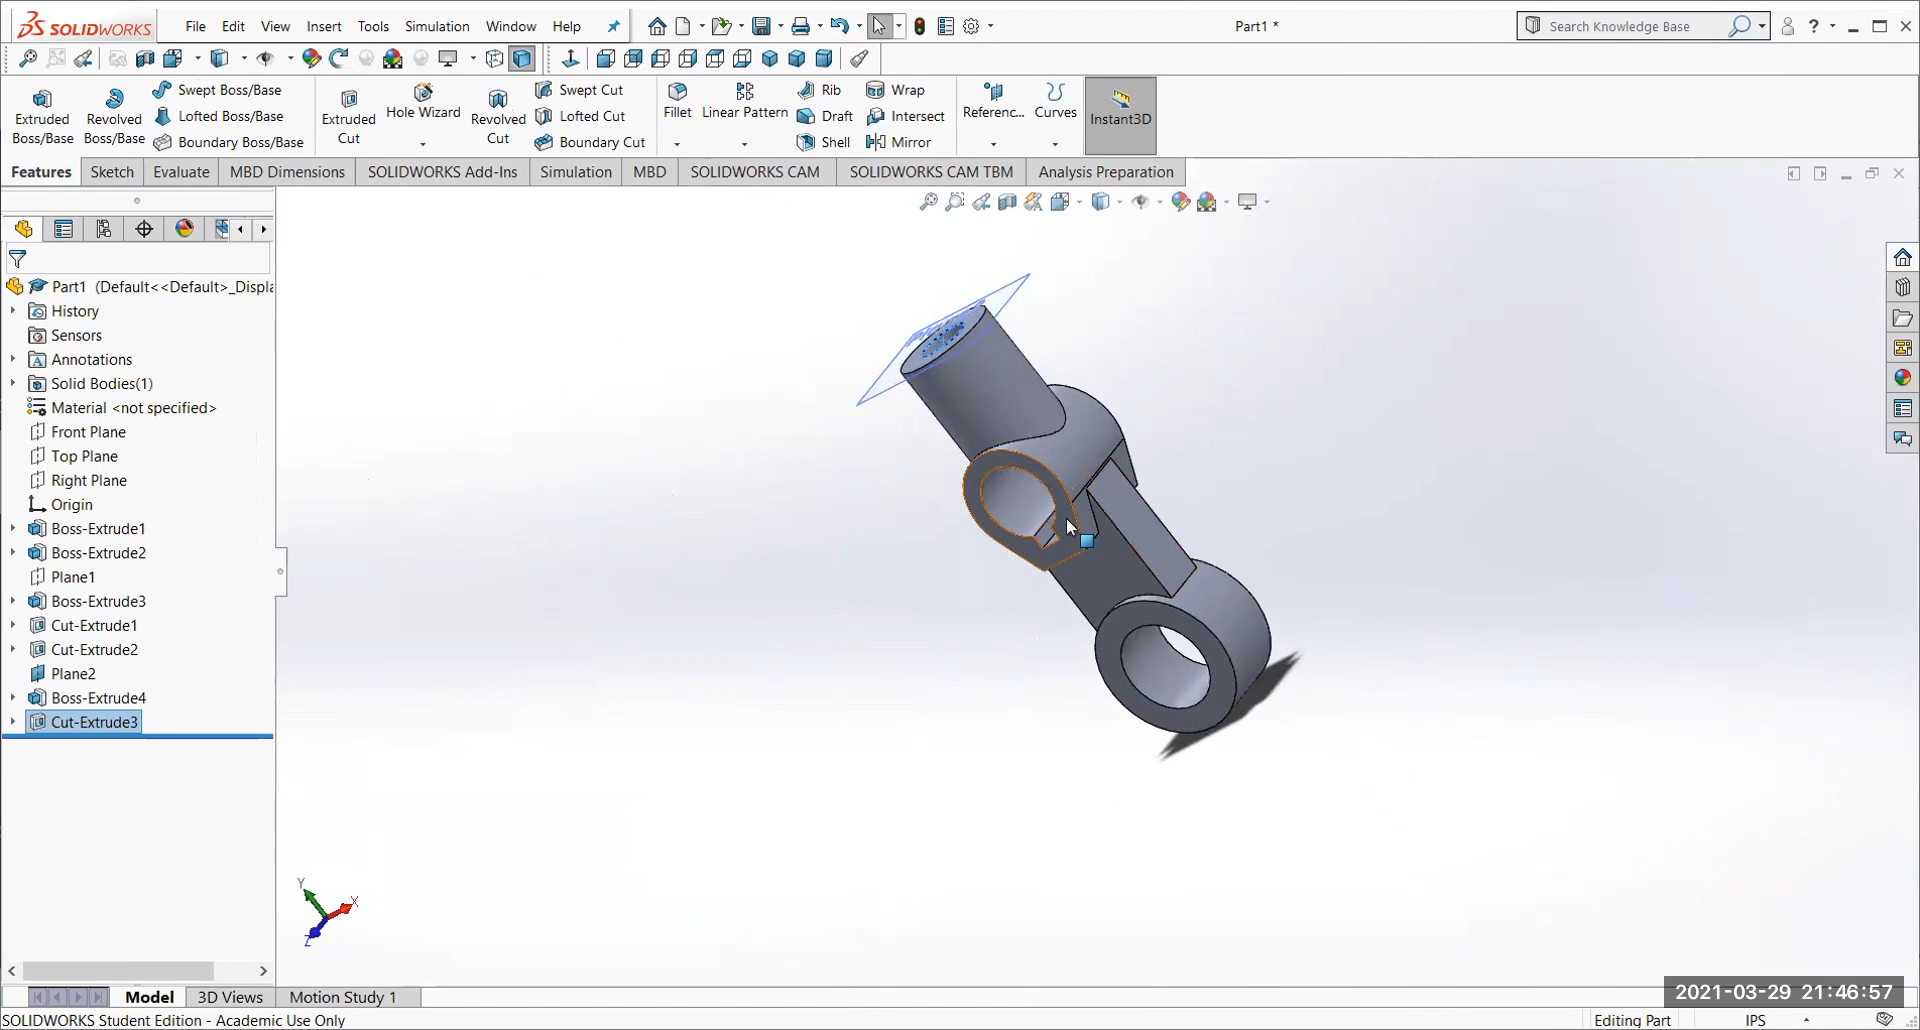 SOLIDWORKS File Edit View Insert Tools Simulation Window Help Part1 * Search Knowledge Base ?
Extruded Boss/Base
Revolved Boss/Base
Swept Boss/Base
Lofted Boss/Base
Boundary Boss/Base
Extruded Cut
Hole Wizard
Revolved Cut
Swept Cut
Lofted Cut
Boundary Cut
Fillet
Linear Pattern
Rib
Draft
Shell
Wrap
Intersect
Mirror
Referenc...
Curves
Instant3D
Features Sketch Evaluate MBD Dimensions SOLIDWORKS Add-Ins Simulation MBD SOLIDWORKS CAM SOLIDWORKS CAM TBM Analysis Preparation
Part1 (Default<<Default>_Displa
History
Sensors
Annotations
Solid Bodies(1)
Material <not specified>
Front Plane
Top Plane
Right Plane
Origin
Boss-Extrude1
Boss-Extrude2
Plane1
Boss-Extrude3
Cut-Extrude1
Cut-Extrude2
Plane2
Boss-Extrude4
Cut-Extrude3
Y
X
Z
Model 3D Views Motion Study 1
2021-03-29 21:46:57
SOLIDWORKS Student Edition - Academic Use Only Editing Part IPS